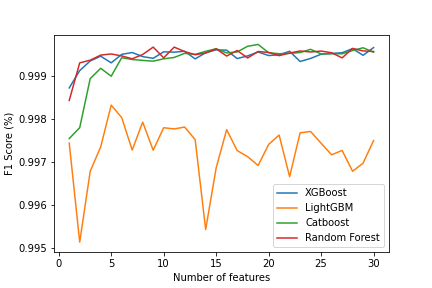 0.999
0.998
0.997
0.996
0.995
F1 Score (%)
0 5 10 15 20 25 30
Number of features
XGBoost
LightGBM
Catboost
Random Forest